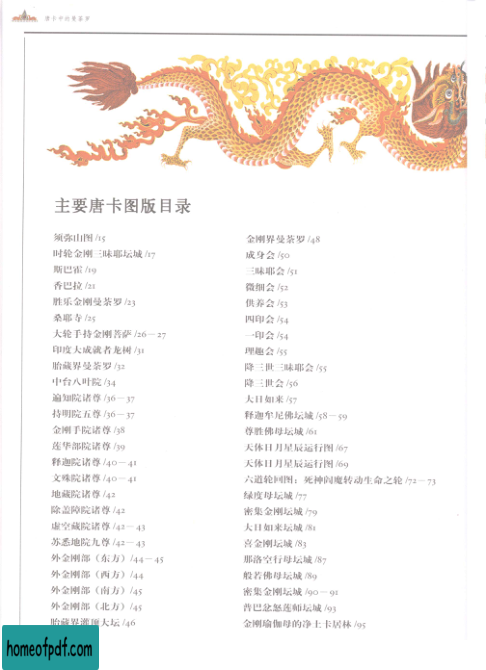 唐卡中的曼荼罗
主要唐卡图版目录
须弥山图 /15
时轮金刚三昧耶坛城 /17
斯巴霍 /19
香巴拉 /21
胜乐金刚曼荼罗 /23
桑耶寺 /25
大轮手持金刚菩萨 /26－27
印度大成就者龙树 /31
胎藏界曼荼罗 /32
中台八叶院 /34
遍知院诸尊 /36－37
持明院五尊 /36－37
金刚手院诸尊 /38
莲华部院诸尊 /39
释迦院诸尊 /40－41
文殊院诸尊 /40－41
地藏院诸尊 /42
除盖障院诸尊 /42
虚空藏院诸尊 /42－43
苏悉地院九尊 /42－43
外金刚部（东方） /44－45
外金刚部（西方） /44
外金刚部（南方） /45
外金刚部（北方） /45
胎藏界灌顶大坛 /46
金刚界曼荼罗 /48
成身会 /50
三昧耶会 /51
微细会 /52
供养会 /53
四印会 /54
一印会 /54
理趣会 /55
降三世三昧耶会 /55
降三世会 /56
大日如来 /57
释迦牟尼佛坛城 /58－59
尊胜佛母坛城 /61
天体日月星辰运行图 /67
天体日月星辰运行图 /69
六道轮回图：死神阎魔转动生命之轮 /72－73
绿度母坛城 /77
密集金刚坛城 /79
大日如来坛城 /81
喜金刚坛城 /83
那洛空行母坛城 /87
般若佛母坛城 /89
密集金刚坛城 /90－91
普巴忿怒莲师坛城 /93
金刚瑜伽母的净土卡居林 /95
homeofpdf.com